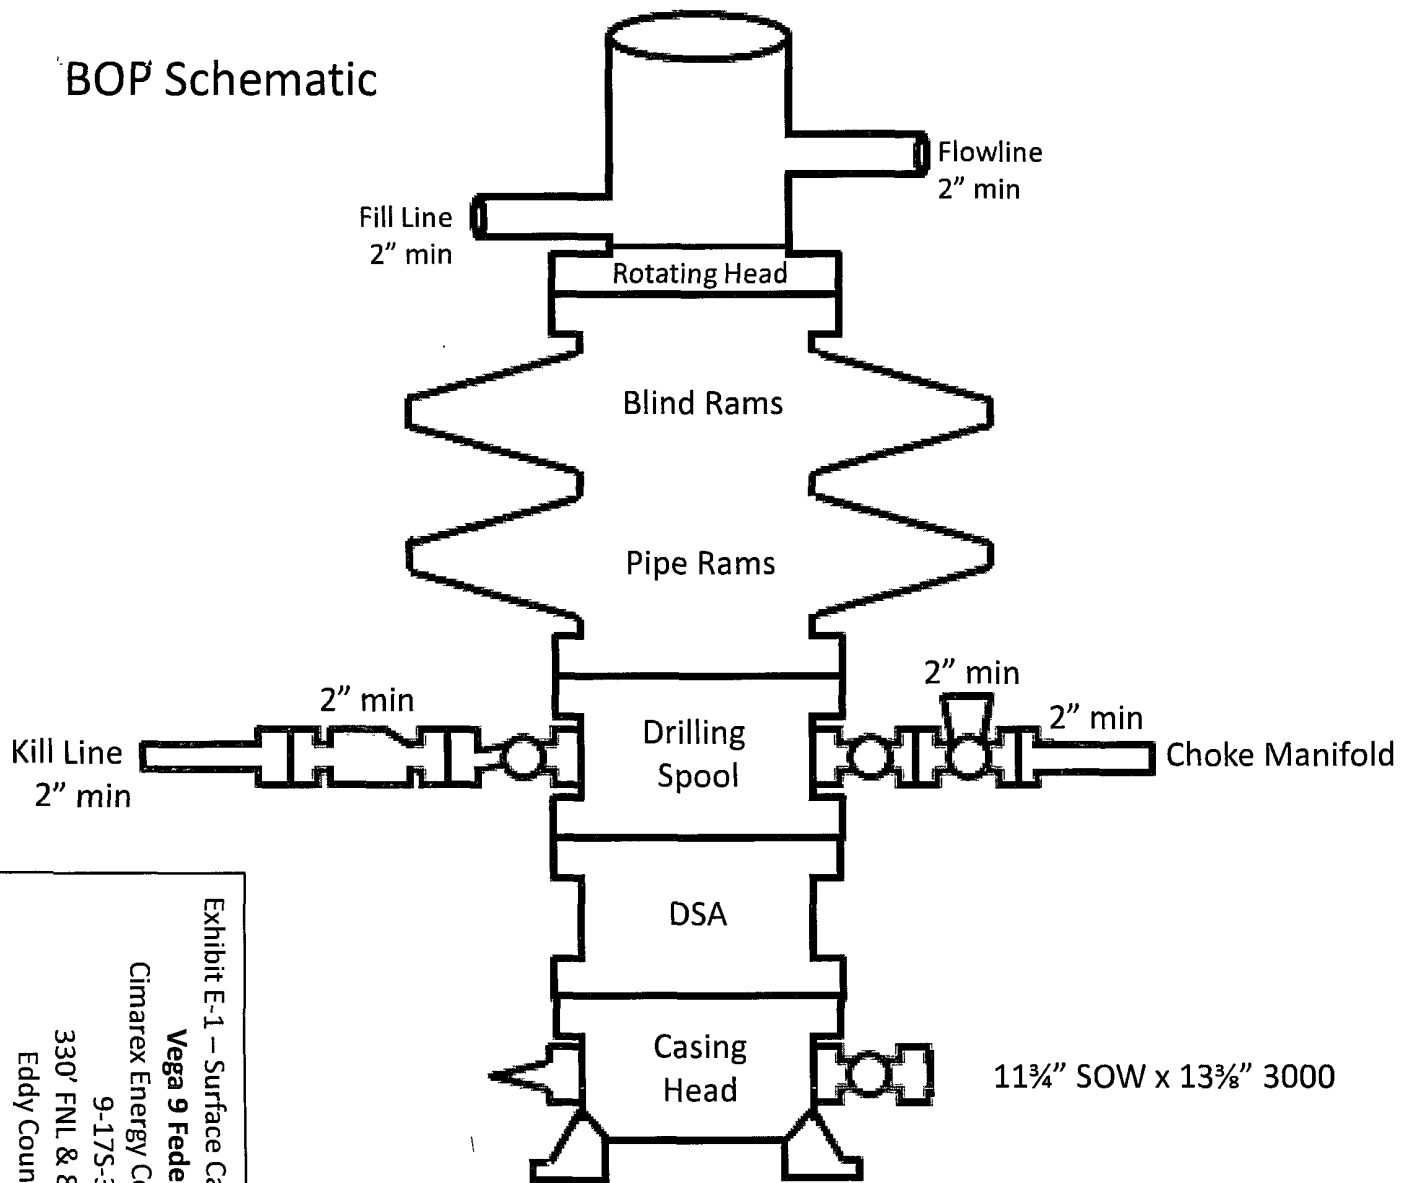 BOP Schematic
Flowline
2” min
Fill Line
2” min
Rotating Head
Blind Rams
Pipe Rams
2” min
2” min
2” min
Kill Line
2” min
Drilling
Spool
Choke Manifold
DSA
Casing
Head
11¾” SOW x 13⅜” 3000
Exhibit E-1 – Surface Ca
Vega 9 Fede
Cimarex Energy C
9-17S-
330’ FNL & 8
Eddy Coun